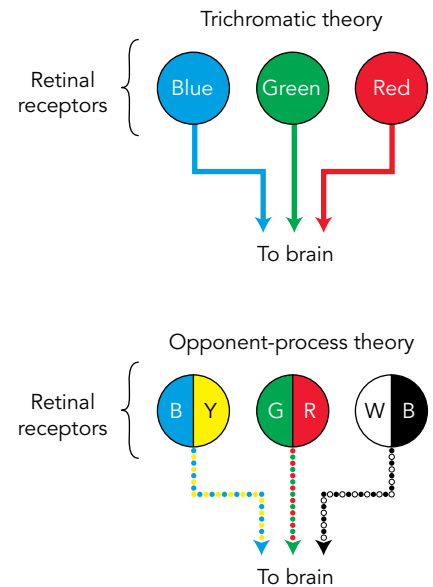 Trichromatic theory
Retinal
receptors
Blue
Green
Red
To brain
Opponent-process theory
Retinal
receptors
B
Y
G
R
W
B
To brain